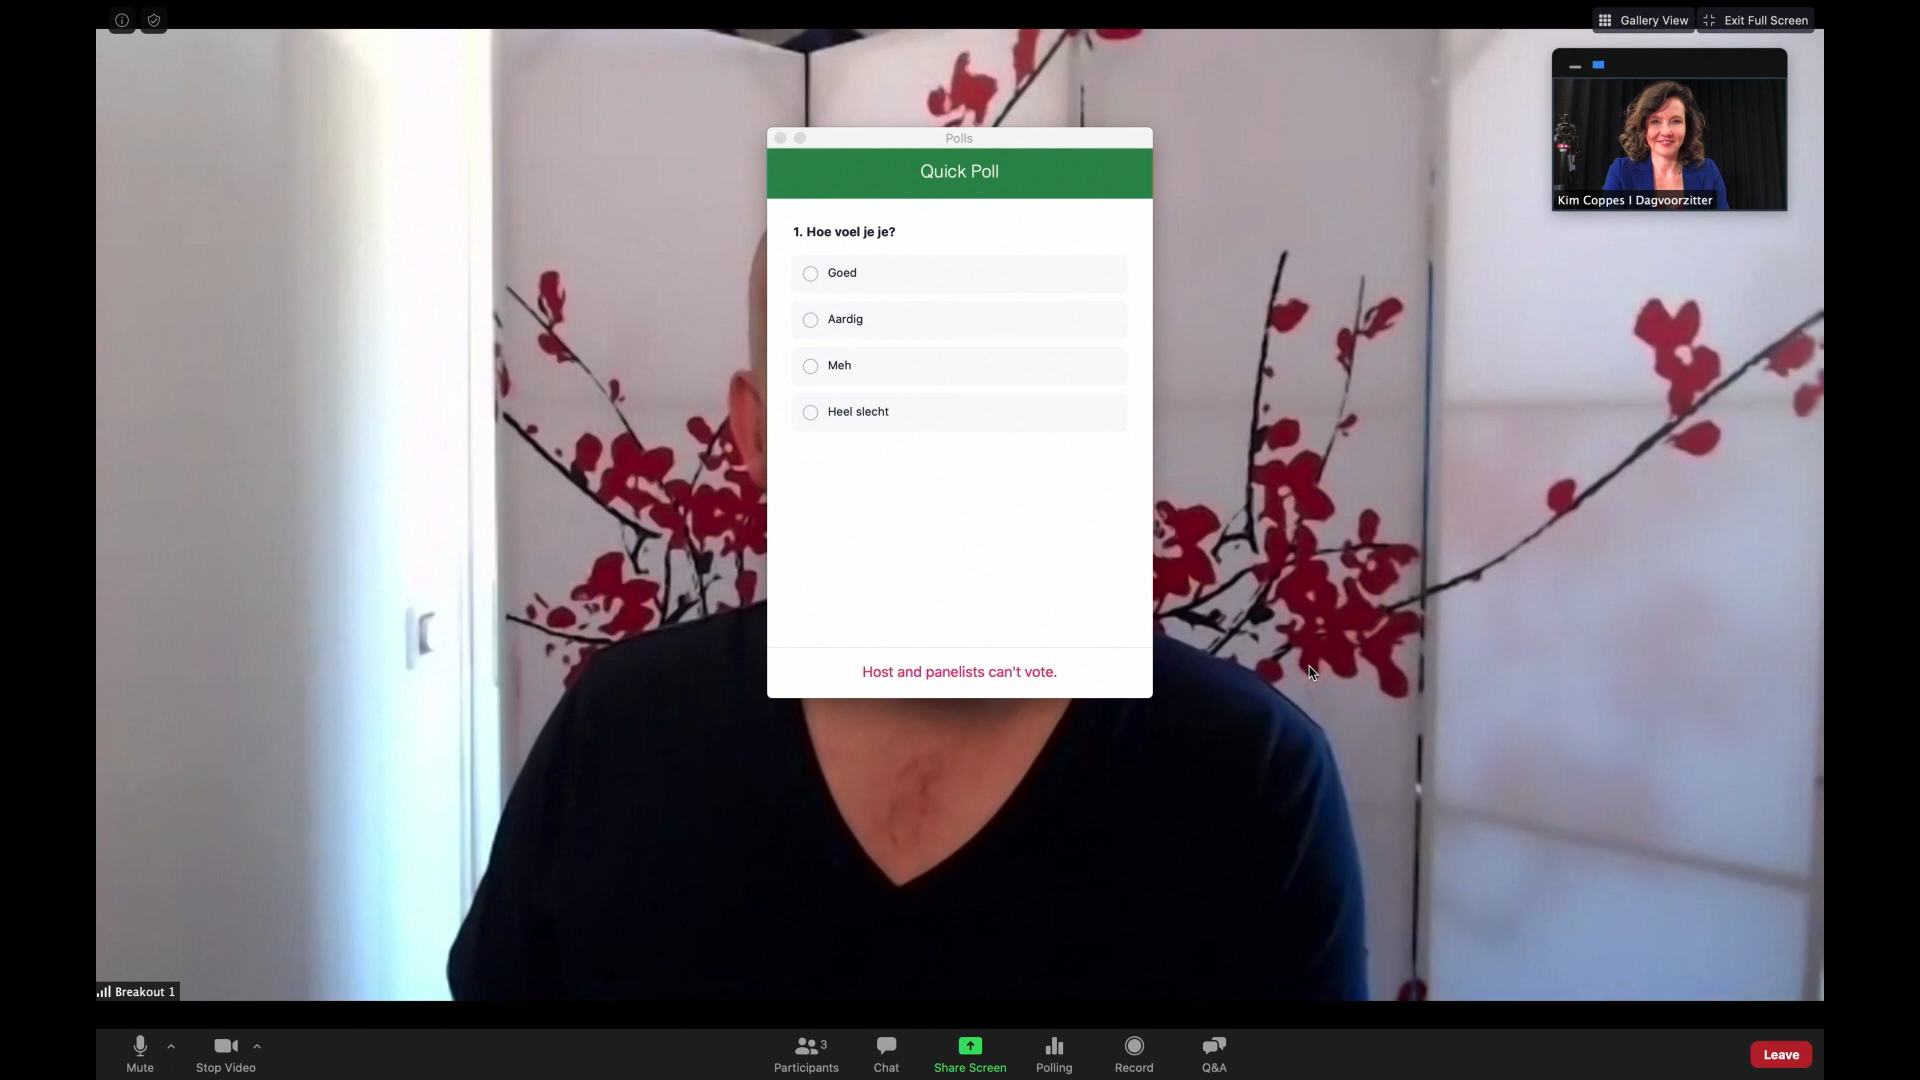 Gallery View
Exit Full Screen
Kim Coppes I Dagvoorzitter
Polls
Quick Poll
1. Hoe voel je je?
Goed
Aardig
Meh
Heel slecht
Host and panelists can't vote.
Breakout 1
Mute
Stop Video
3
Participants
Chat
Share Screen
Polling
Record
Q&A
Leave